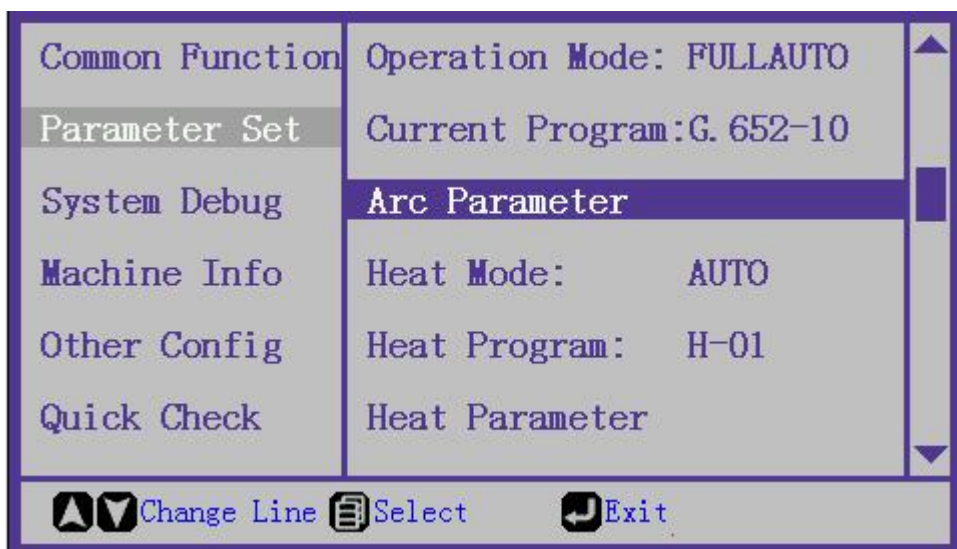 Common Function
Parameter Set
System Debug
Machine Info
Other Config
Quick Check
Operation Mode: FULLAUTO
Current Program:G.652-10
Arc Parameter
Heat Mode: AUTO
Heat Program: H-01
Heat Parameter
Change Line Select Exit